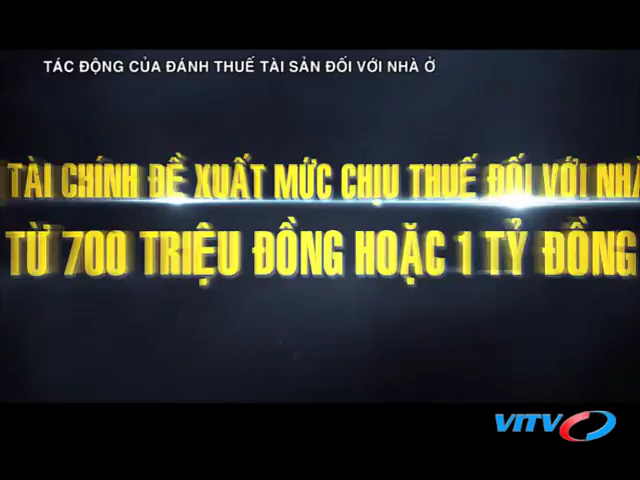 TÁC ĐỘNG CỦA ĐÁNH THUẾ TÀI SẢN ĐỐI VỚI NHÀ Ở
TÀI CHÍNH ĐỀ XUẤT MỨC CHỊU THUẾ ĐỐI VỚI NHÀ
TỪ 700 TRIỆU ĐỒNG HOẶC 1 TỶ ĐỒNG
VITV